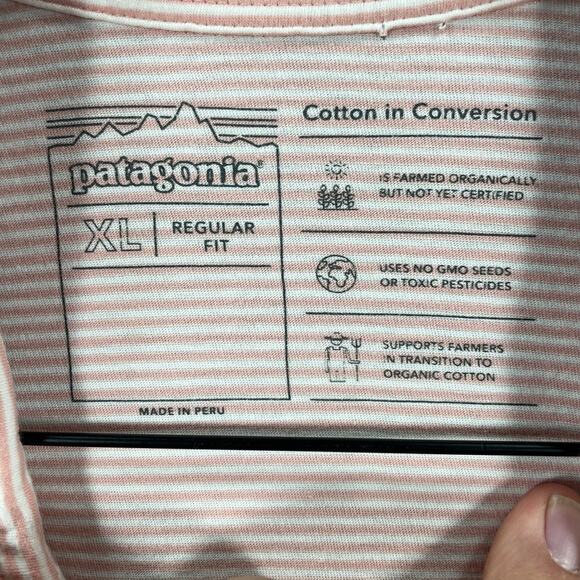 patagonia®
XL
REGULAR
FIT
MADE IN PERU
Cotton in Conversion
IS FARMED ORGANICALLY
BUT NOT YET CERTIFIED
USES NO GMO SEEDS
OR TOXIC PESTICIDES
SUPPORTS FARMERS
IN TRANSITION TO
ORGANIC COTTON